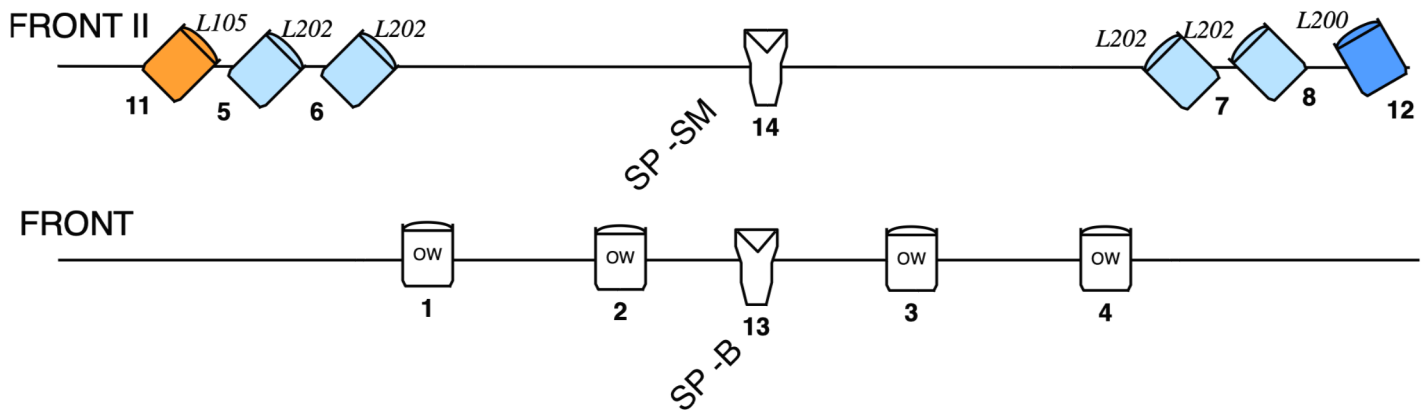 FRONT II
L105 L202 L202 L202 L202 L200
11 5 6 14 7 8 12
SP -SM
FRONT
OW OW OW OW
1 2 13 3 4
SP -B